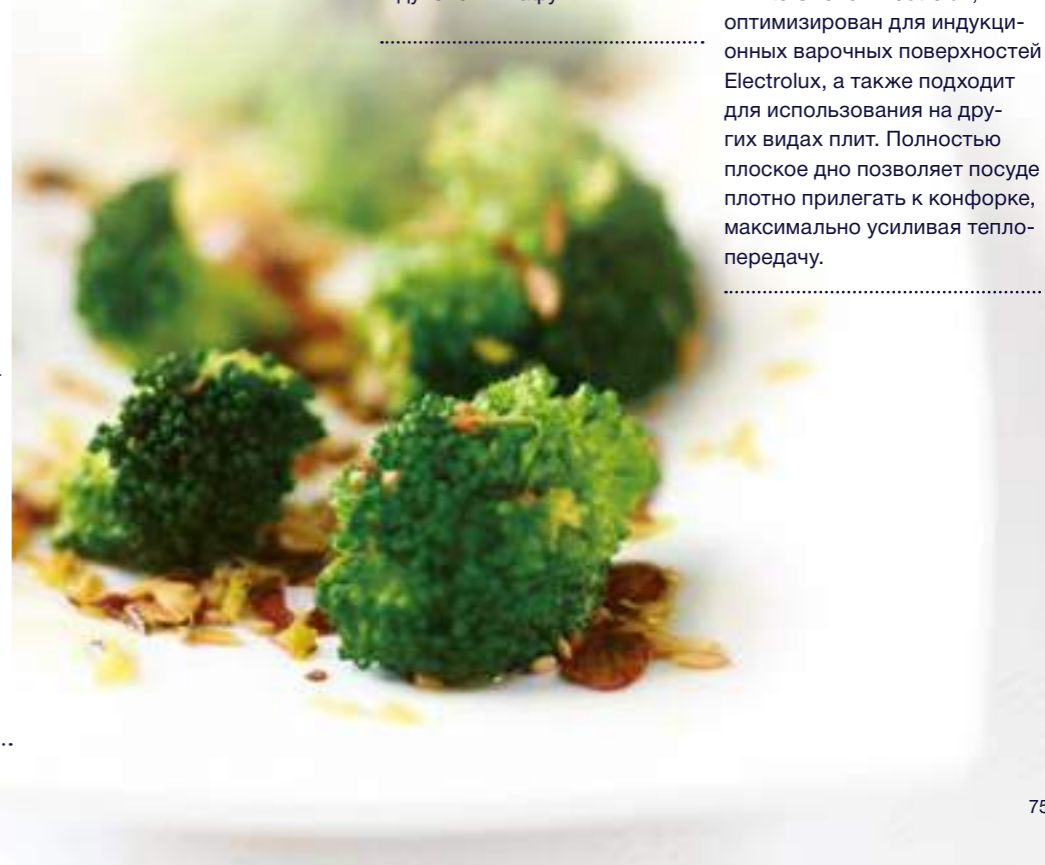 оптимизирован для индукци-
онных варочных поверхностей
Electrolux, а также подходит
для использования на дру-
гих видах плит. Полностью
плоское дно позволяет посуде
плотно прилегать к конфорке,
максимально усиливая тепло-
передачу.
75